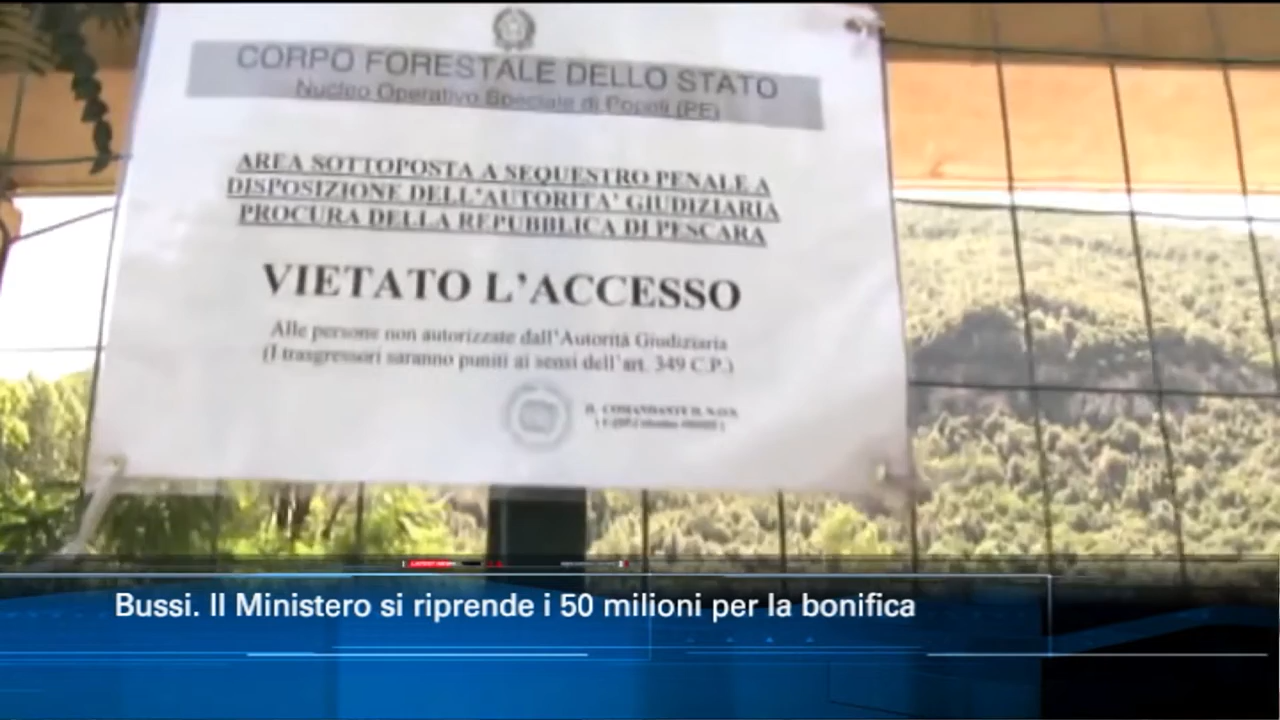 CORPO FORESTALE DELLO STATO
Nucleo Operativo Speciale di Popoli (PE)
AREA SOTTOPOSTA A SEQUESTRO PENALE A
DISPOSIZIONE DELL'AUTORITA' GIUDIZIARIA
PROCURA DELLA REPUBBLICA DI PESCARA
VIETATO L'ACCESSO
Alle persone non autorizzate dall'Autorità Giudiziaria
(I trasgressori saranno puniti ai sensi dell'art. 349 C.P.)
IL COMANDANTE
Bussi. Il Ministero si riprende i 50 milioni per la bonifica